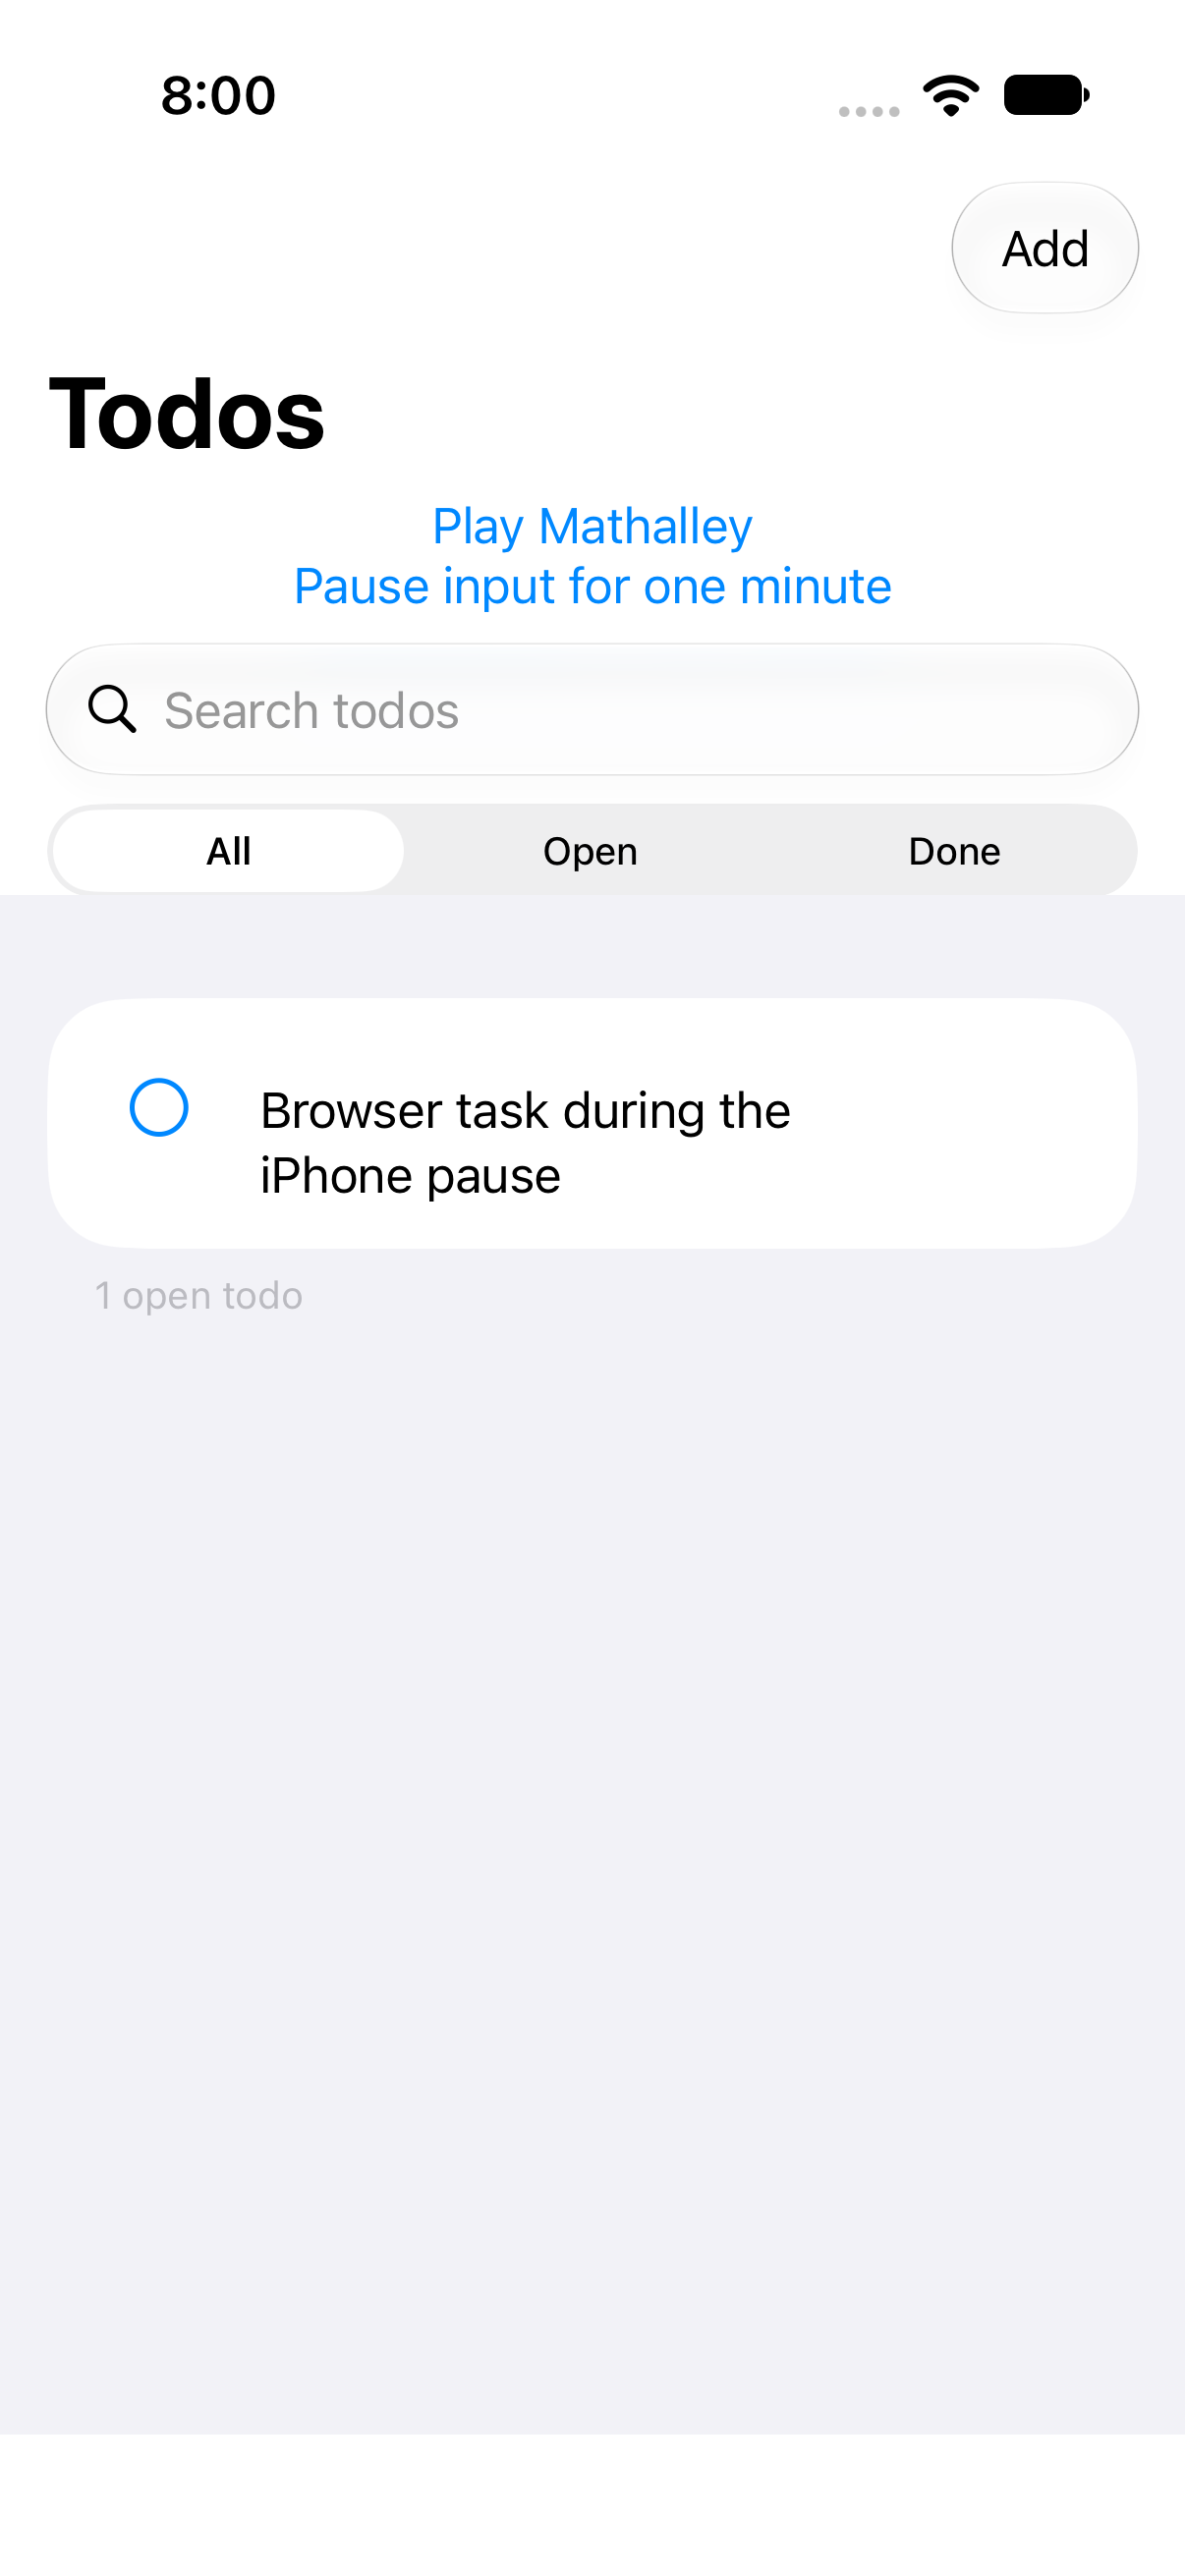 8:00
Add
Todos
Play Mathalley
Pause input for one minute
Search todos
All Open Done
Browser task during the
iPhone pause
1 open todo